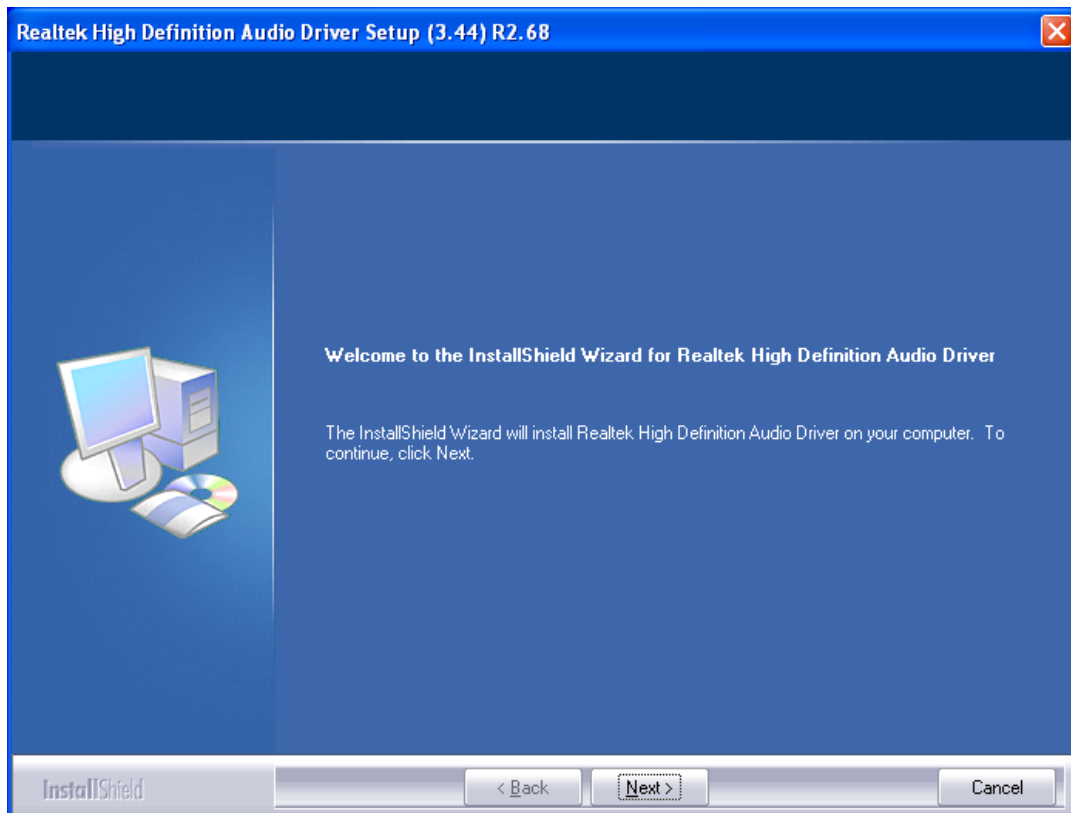 Realtek High Definition Audio Driver Setup (3.44) R2.68
Welcome to the InstallShield Wizard for Realtek High Definition Audio Driver
The InstallShield Wizard will install Realtek High Definition Audio Driver on your computer. To
continue, click Next.
InstallShield
< Back
Next >
Cancel